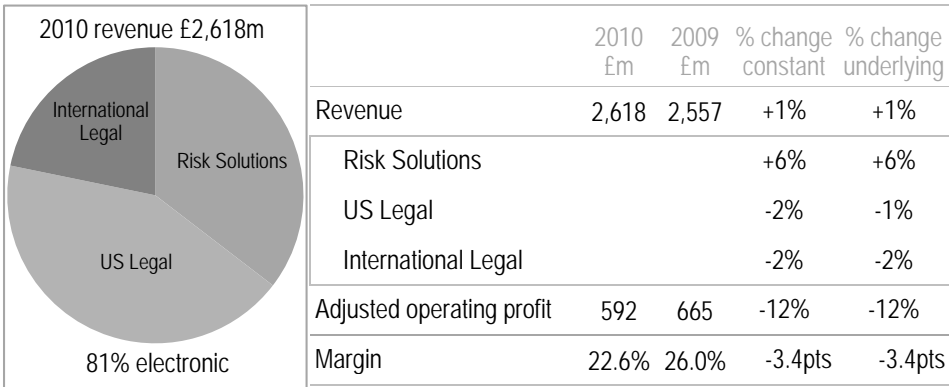 2010 revenue £2,618m
International
Legal
Risk Solutions
US Legal
81% electronic
2010 2009 % change % change
£m £m constant underlying
Revenue 2,618 2,557 +1% +1%
Risk Solutions +6% +6%
US Legal -2% -1%
International Legal -2% -2%
Adjusted operating profit 592 665 -12% -12%
Margin 22.6% 26.0% -3.4pts -3.4pts